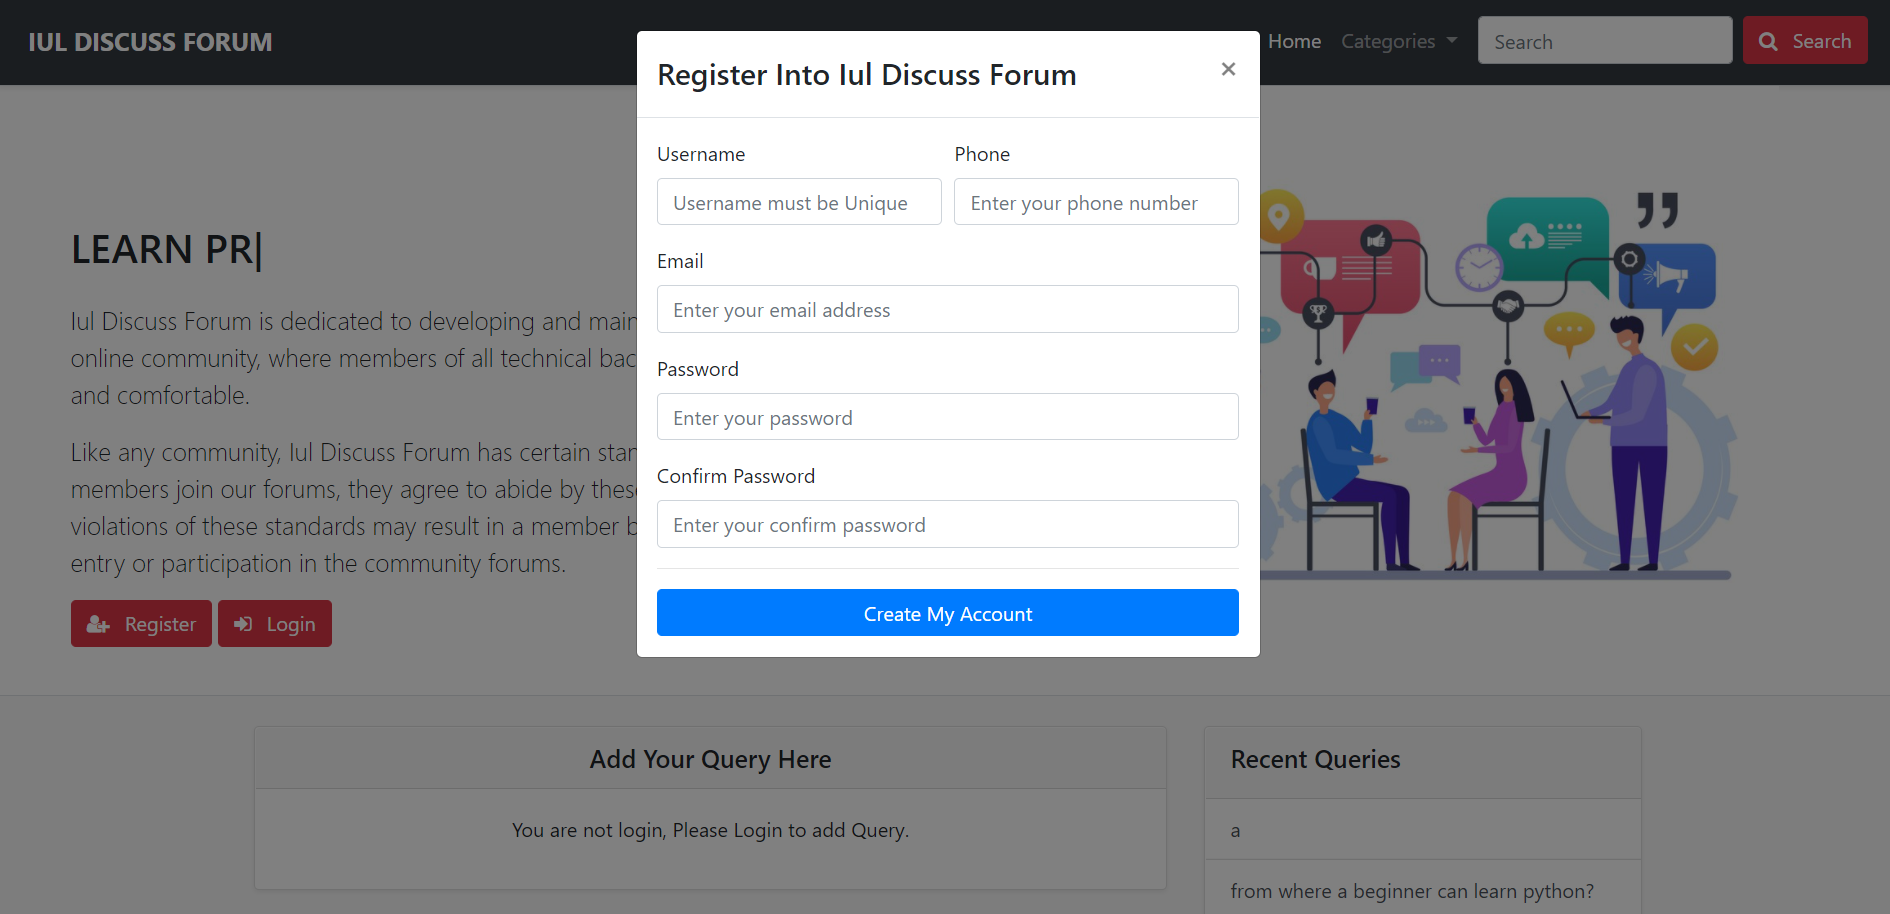 IUL DISCUSS FORUM
Home
Categories
Search
Search
Register Into Iul Discuss Forum
×
Username
Phone
Username must be Unique
Enter your phone number
Email
Enter your email address
Password
Enter your password
Confirm Password
Enter your confirm password
Create My Account
LEARN PR|
Iul Discuss Forum is dedicated to developing and main
online community, where members of all technical bac
and comfortable.
Like any community, Iul Discuss Forum has certain star
members join our forums, they agree to abide by these
violations of these standards may result in a member b
entry or participation in the community forums.
Register
Login
Add Your Query Here
You are not login, Please Login to add Query.
Recent Queries
a
from where a beginner can learn python?